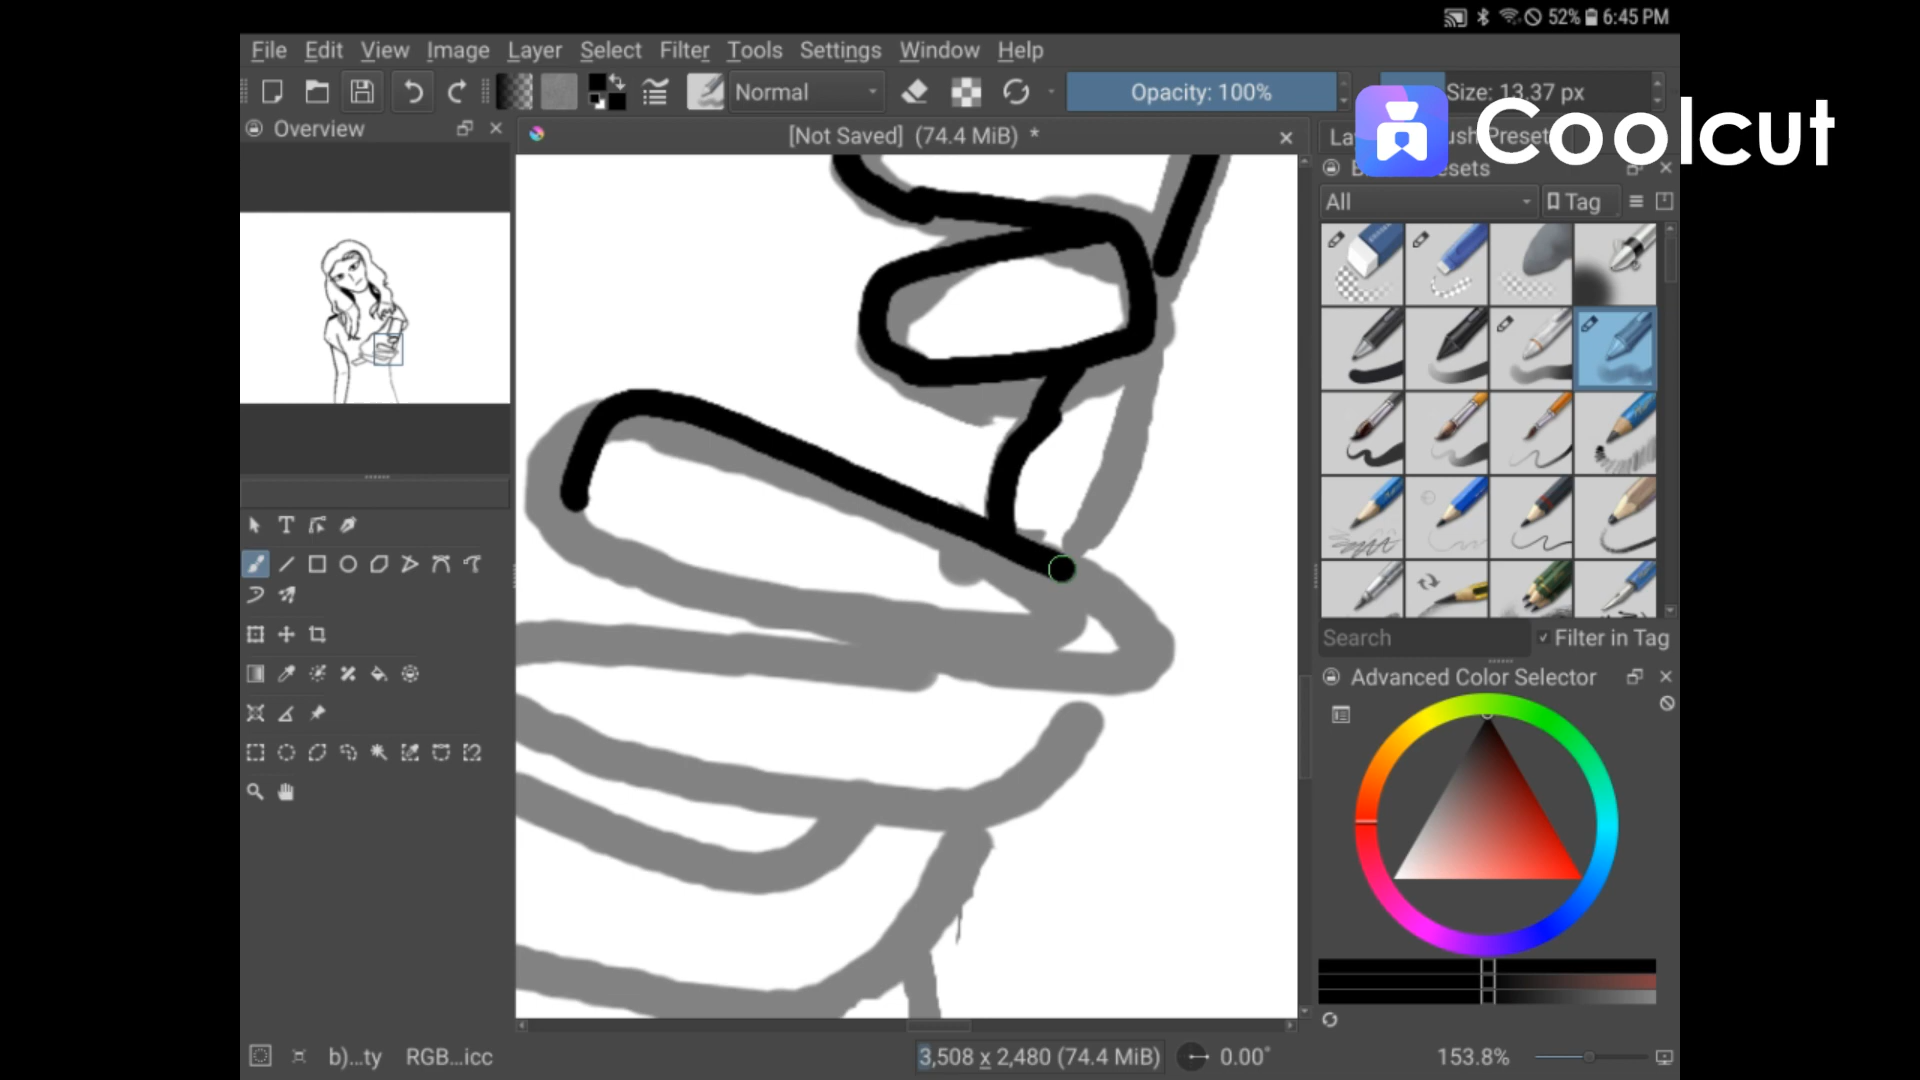 52% 6:45 PM
File Edit View Image Layer Select Filter Tools Settings Window Help
Normal Opacity: 100% Size: 13.37 px
Coolcut
Overview
[Not Saved] (74.4 MiB) *
All Tag
Search Filter in Tag
Advanced Color Selector
b)...ty RGB...icc 3,508 x 2,480 (74.4 MiB) 0.00° 153.8%